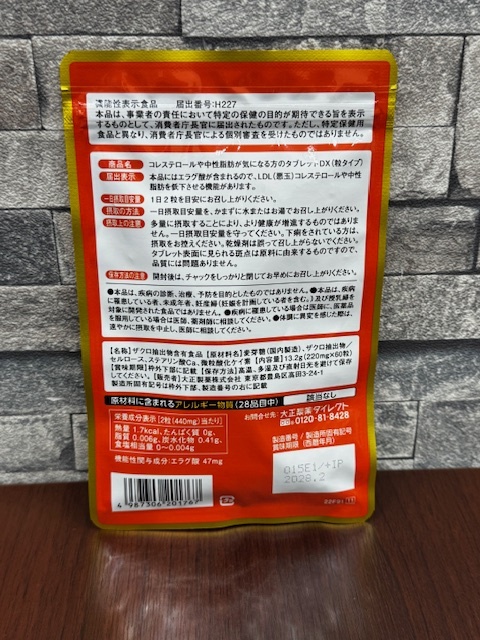 機能性表示食品 届出番号:H227
本品は、事業者の責任において特定の保健の目的が期待できる旨を表示
するものとして、消費者庁長官に届出されたものです。ただし、特定保健用
食品と異なり、消費者庁長官による個別審査を受けたものではありません。
商品名 コレステロールや中性脂肪が気になる方のタブレットDX(粒タイプ)
届出表示 本品にはエラグ酸が含まれるので、LDL(悪玉)コレステロールや中性
脂肪を低下させる機能があります。
一日摂取目安量 1日2粒を目安にお召し上がりください。
摂取の方法 一日摂取目安量を、かまずに水またはお湯でお召し上がりください。
摂取上の注意 多量に摂取することにより、より健康が増進するものではありま
せん。一日摂取目安量を守ってください。下痢をされている方は、
摂取をお控えください。乾燥剤は誤って召し上がらないでください。
タブレット表面に見られる斑点は原料に由来するものですので、
品質には問題ありません。
保存方法の注意 開封後は、チャックをしっかりと閉じてお早めにお召し上がりください。
●本品は、疾病の診断、治療、予防を目的としたものではありません。●本品は、疾病
に罹患している者、未成年者、妊産婦(妊娠を計画している者を含む。)及び授乳婦を
対象に開発された食品ではありません。●疾病に罹患している場合は医師に、医薬品
を服用している場合は医師、薬剤師に相談してください。●体調に異変を感じた際は、
速やかに摂取を中止し、医師に相談してください。
【名称】ザクロ抽出物含有食品【原材料名】麦芽糖(国内製造)、ザクロ抽出物/
セルロース、ステアリン酸Ca、微粒酸化ケイ素【内容量】13.2g(220mg×60粒)
【賞味期限】枠外下部に記載【保存方法】高温、多湿及び直射日光を避けて保存
してください。【販売者】大正製薬株式会社 東京都豊島区高田3-24-1
製造所固有記号は枠外下部、製造番号の右に記載
原材料に含まれるアレルギー物質(28品目中) 該当なし
栄養成分表示[2粒(440mg)当たり]
熱量 1.7kcal、たんぱく質 0g、
脂質 0.006g、炭水化物 0.41g、
食塩相当量 0〜0.004g
機能性関与成分:エラグ酸 47mg
お問合せ先:大正製薬ダイレクト
0120-81-8428
製造番号/製造所固有記号
賞味期限(西暦年月)
015E1/+IP
2028.2
4 987306 201767